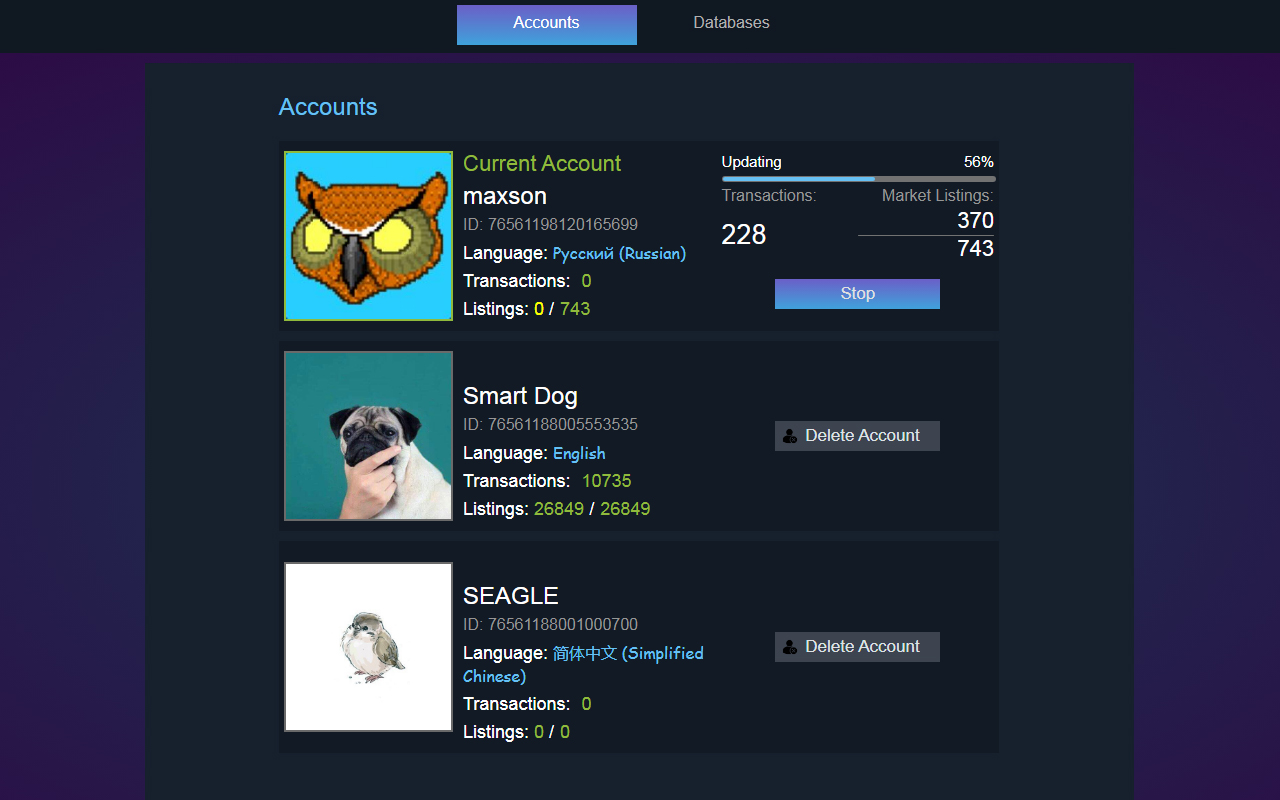 Accounts
Databases
Accounts
Current Account
maxson
ID: 76561198120165699
Language: Русский (Russian)
Transactions: 0
Listings: 0 / 743
Updating 56%
Transactions: Market Listings:
228
370
743
Stop
Smart Dog
ID: 76561188005553535
Language: English
Transactions: 10735
Listings: 26849 / 26849
Delete Account
SEAGLE
ID: 76561188001000700
Language: 简体中文 (Simplified
Chinese)
Transactions: 0
Listings: 0 / 0
Delete Account